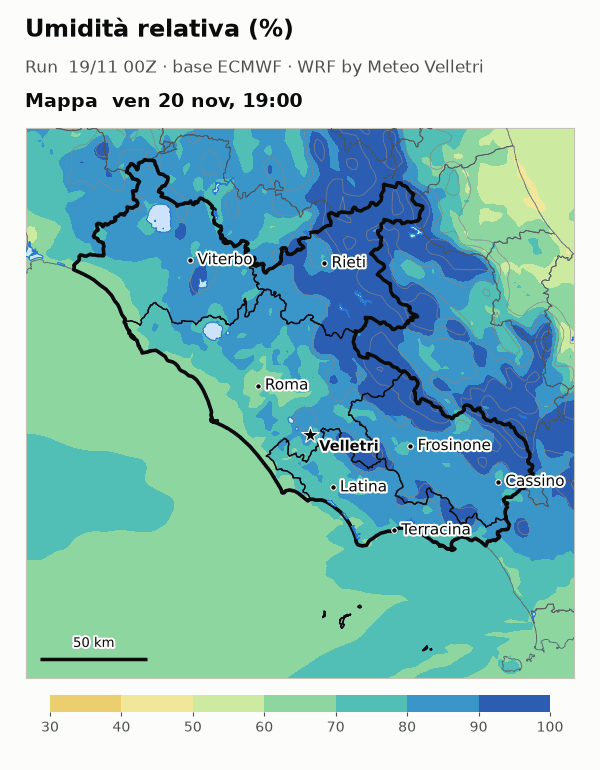 Umidità relativa (%)
Run 19/11 00Z · base ECMWF · WRF by Meteo Velletri
Mappa ven 20 nov, 19:00
Viterbo
Rieti
Roma
Velletri
Frosinone
Cassino
Latina
Terracina
50 km
30 40 50 60 70 80 90 100